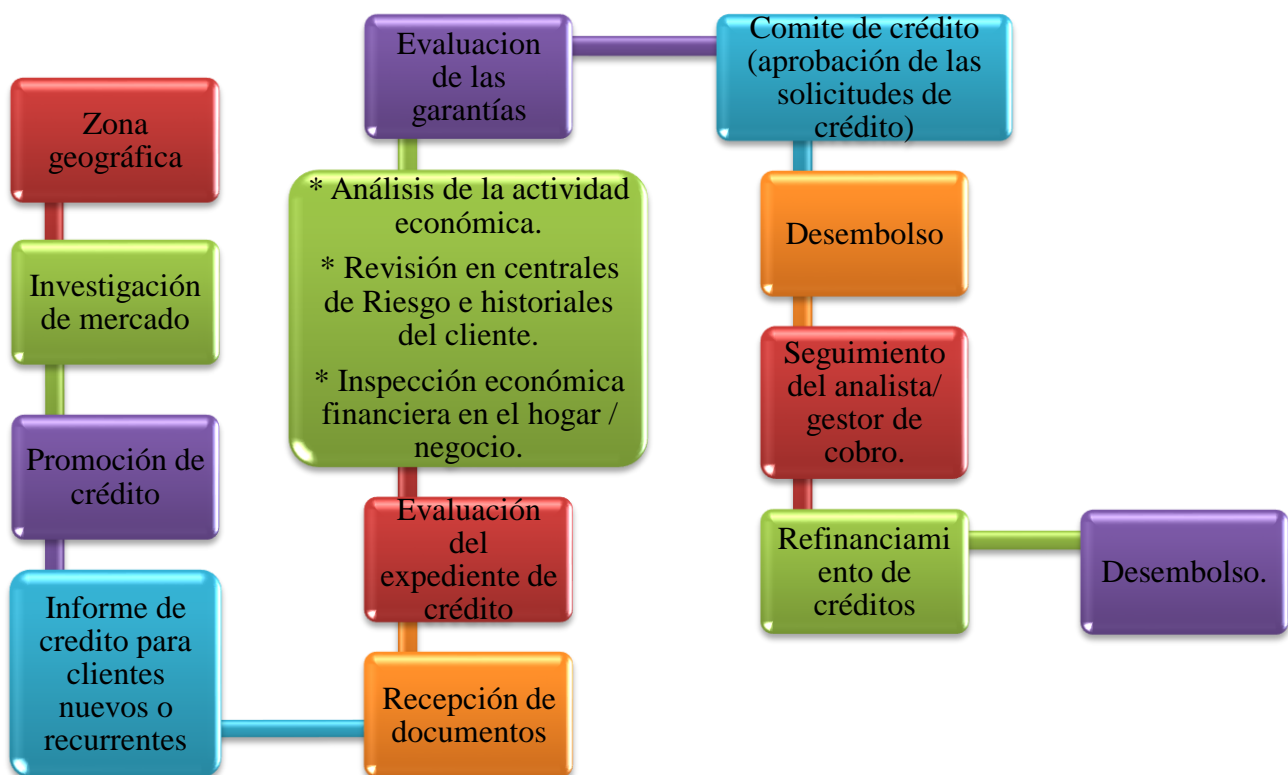 Zona
geográfica
Investigación
de mercado
Promoción de
crédito
Informe de
credito para
clientes
nuevos o
recurrentes
Recepción de
documentos
Evaluación
del
expediente de
crédito
* Análisis de la actividad
económica.
* Revisión en centrales
de Riesgo e historiales
del cliente.
* Inspección económica
financiera en el hogar /
negocio.
Evaluacion
de las
garantías
Comite de crédito
(aprobación de las
solicitudes de
crédito)
Desembolso
Seguimiento
del analista/
gestor de
cobro.
Refinanciami
ento de
créditos
Desembolso.